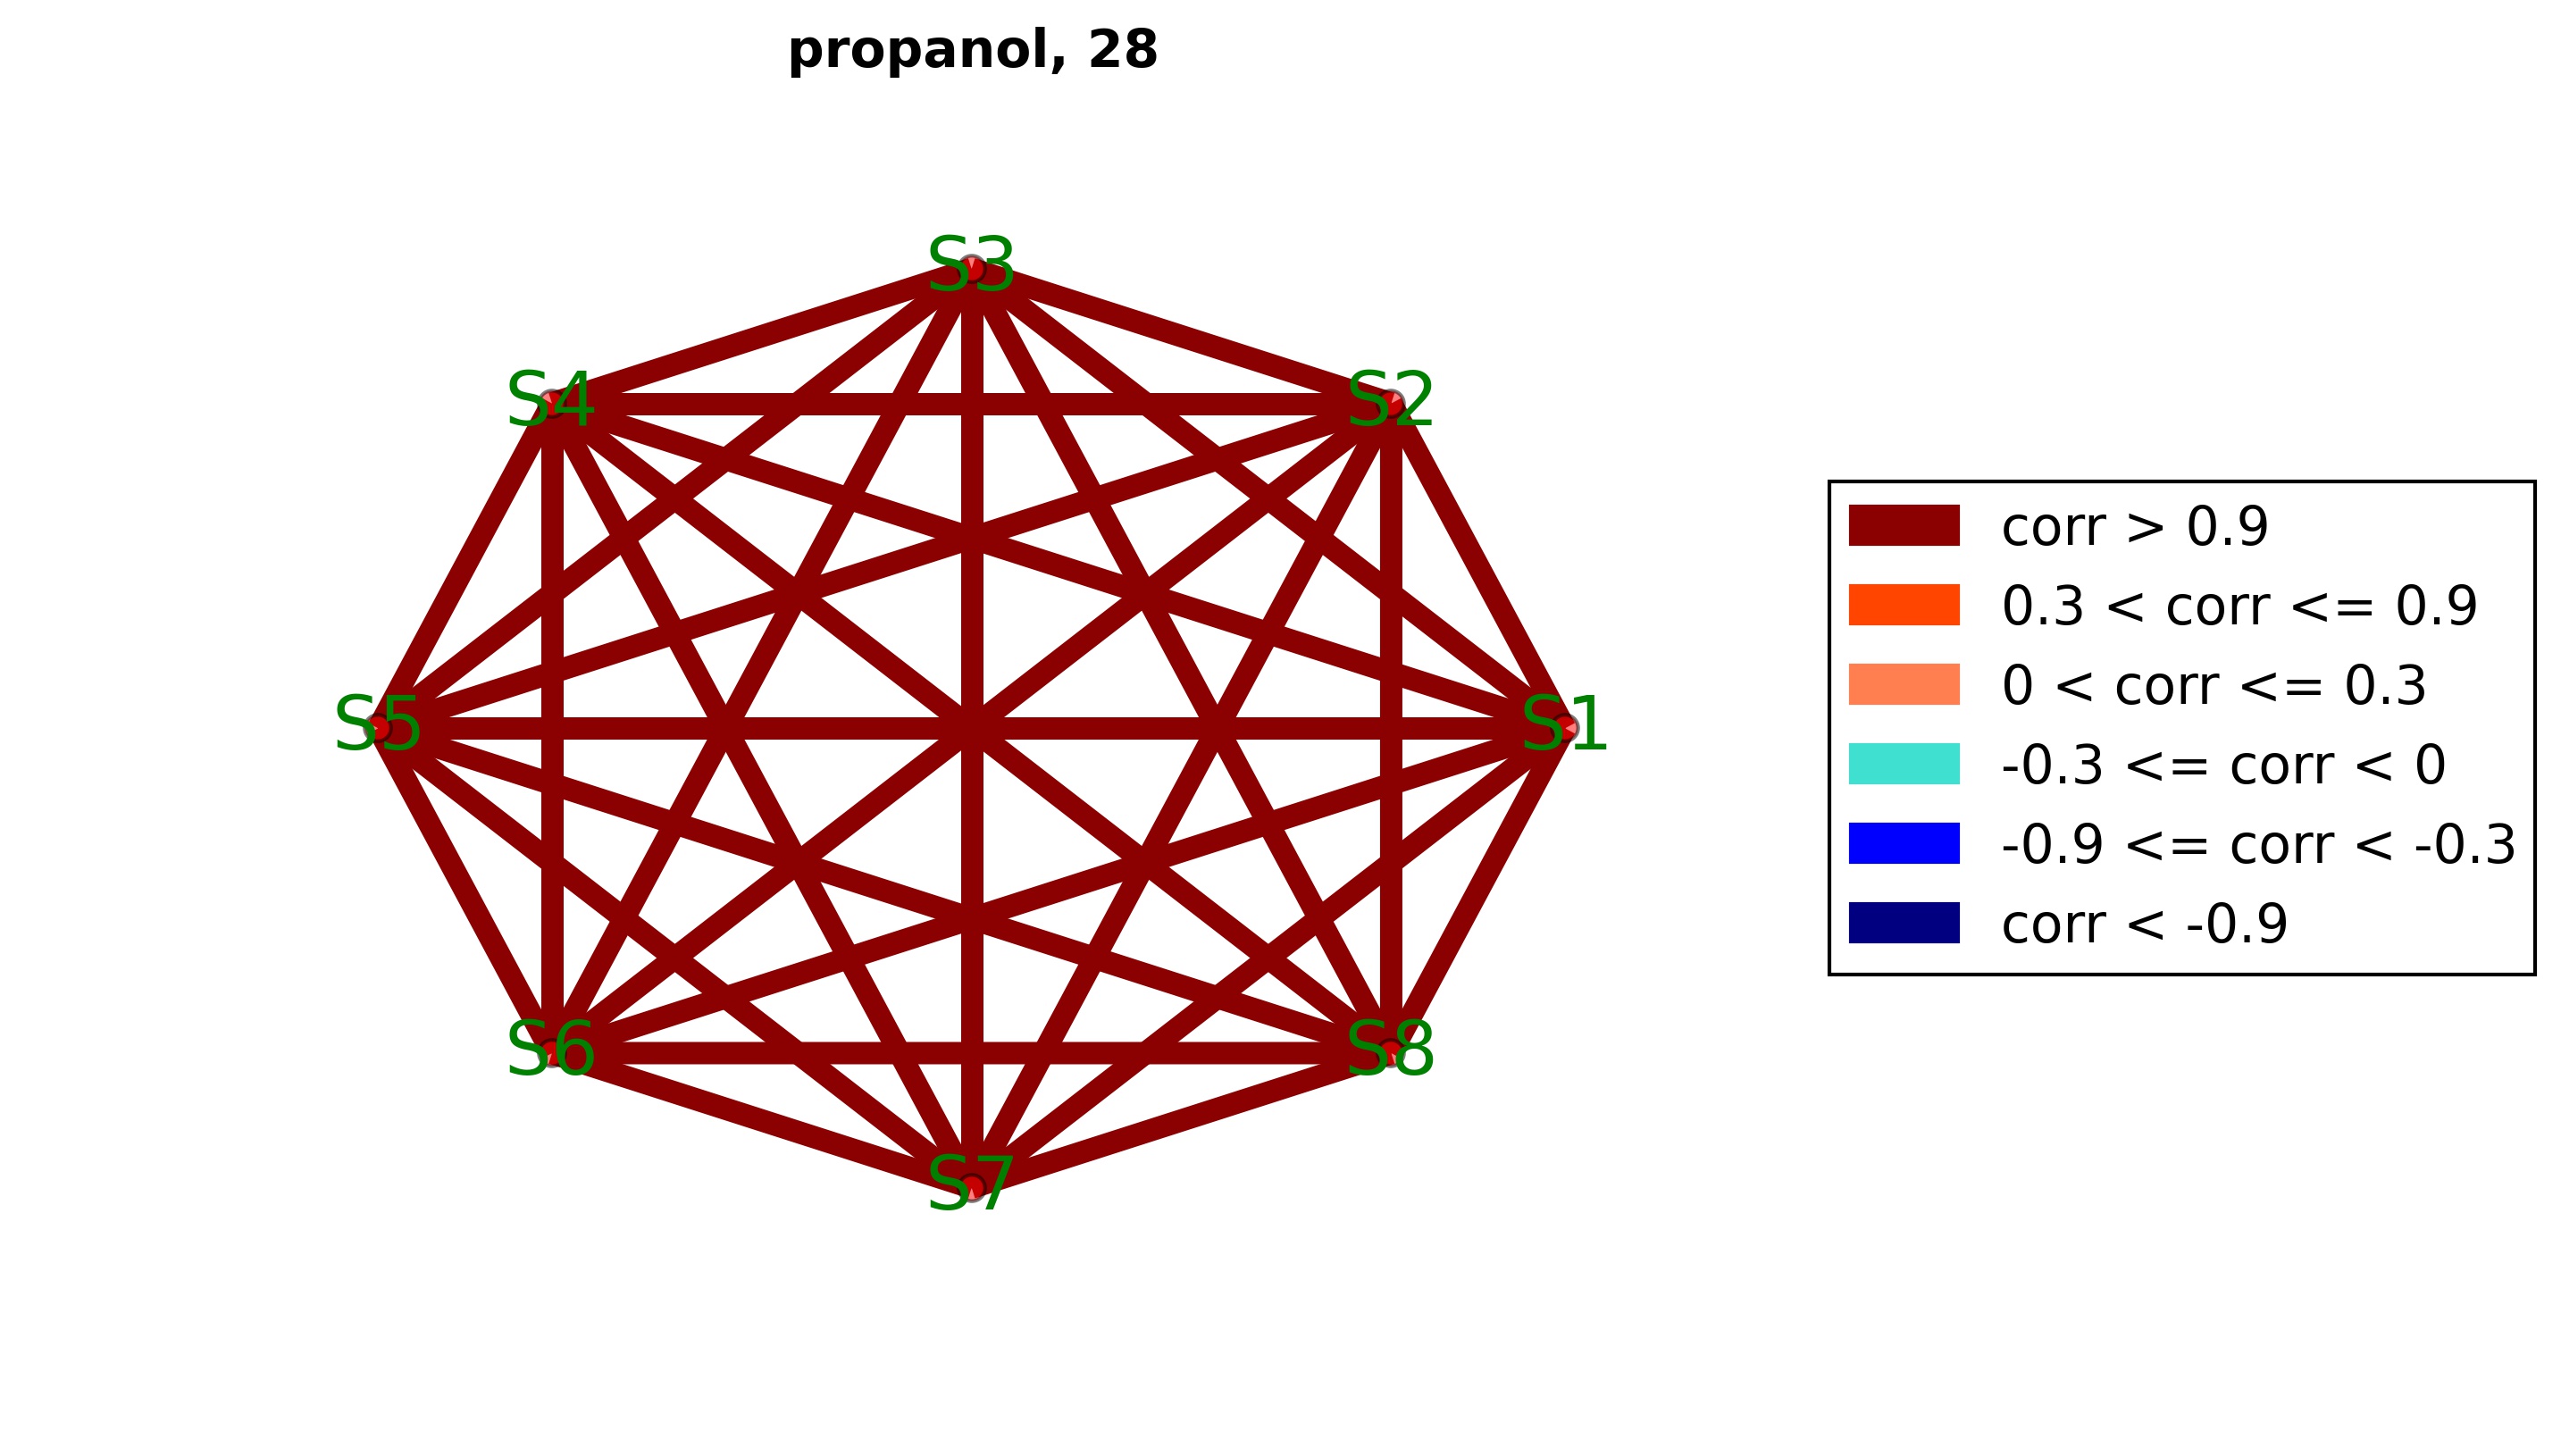 propanol, 28
S3
S4
S2
S5
S1
S6
S8
S7
corr > 0.9
0.3 < corr <= 0.9
0 < corr <= 0.3
-0.3 <= corr < 0
-0.9 <= corr < -0.3
corr < -0.9